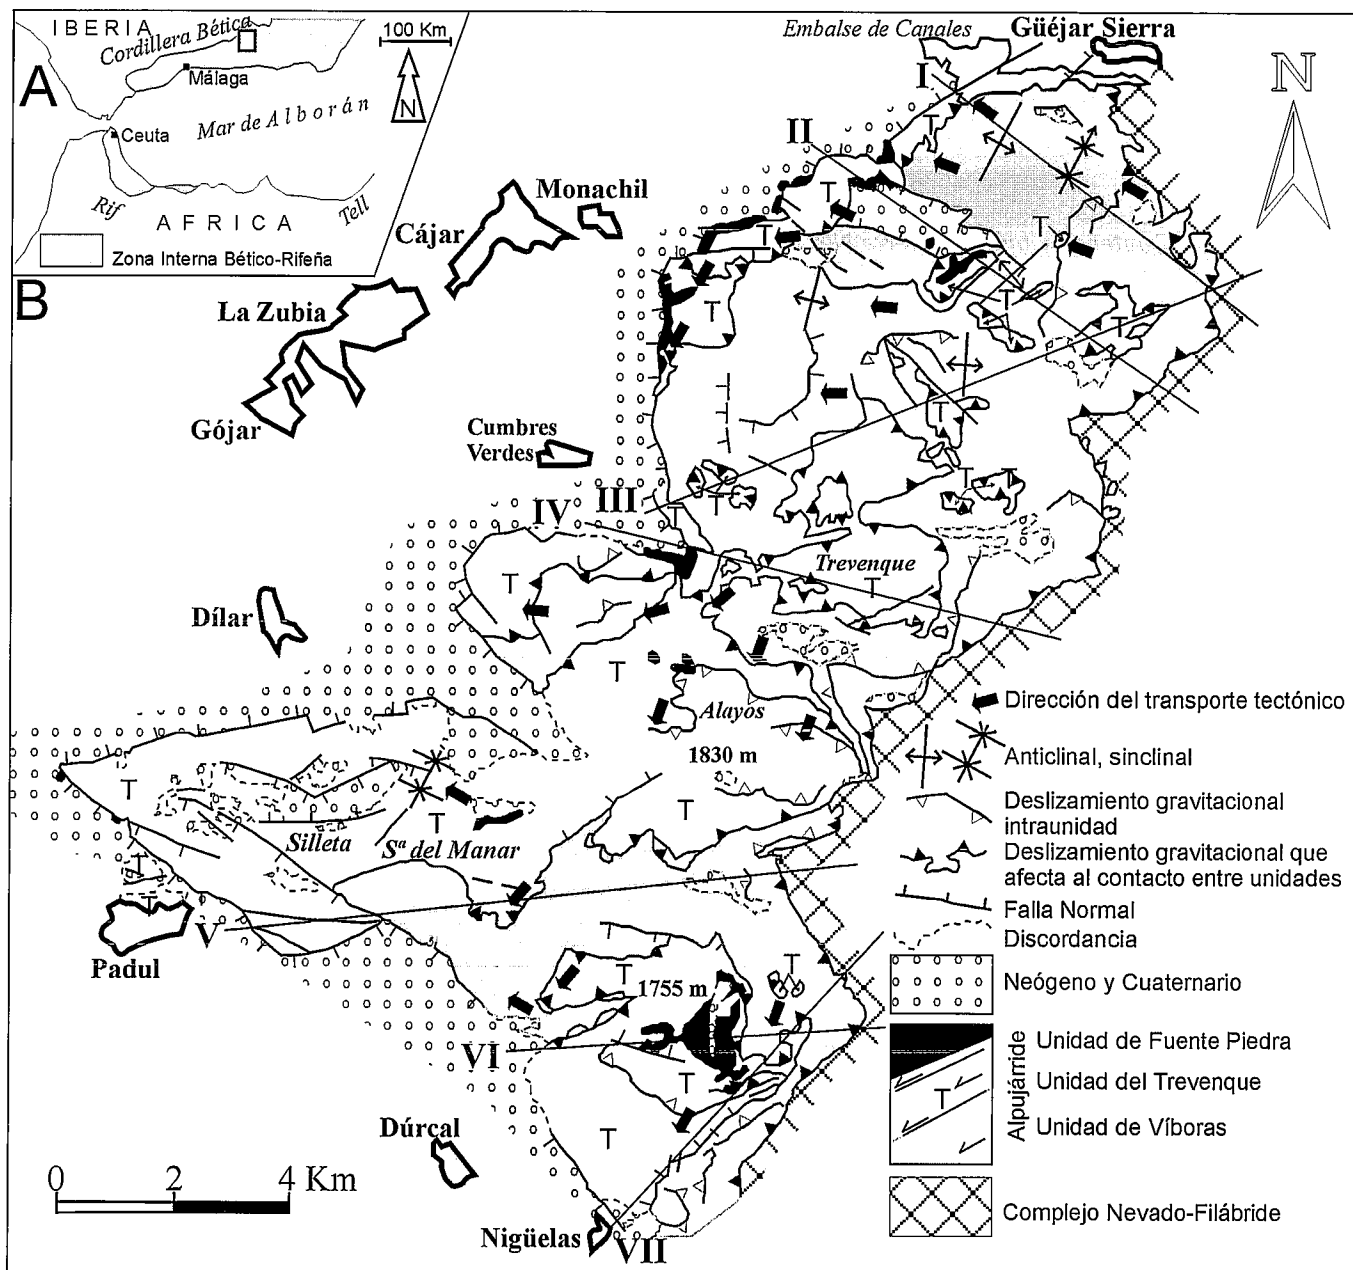 IBERIA
Cordillera Bética
100 Km
A
Málaga
N
Mar de Alborán
Ceuta
Rif
AFRICA
Tell
Zona Interna Bético-Rifeña
B
Embalse de Canales
Güéjar Sierra
N
I
II
T
Monachil
T
Cájar
T
T
La Zubia
T
T
T
Gójar
T
Cumbres
Verdes
T
T
III
T
T
IV
Trevenque
T
T
Dílar
T
Alayos
1830 m
T
T
T
Silleta
Sª del Manar
T
T
V
Padul
T
T
1755 m
VI
T
T
Dúrcal
Nigüelas
VII
0 2 4 Km
Dirección del transporte tectónico
Anticlinal, sinclinal
Deslizamiento gravitacional
intraunidad
Deslizamiento gravitacional que
afecta al contacto entre unidades
Falla Normal
Discordancia
Neógeno y Cuaternario
Alpujárride
Unidad de Fuente Piedra
T
Unidad del Trevenque
Unidad de Víboras
Complejo Nevado-Filábride